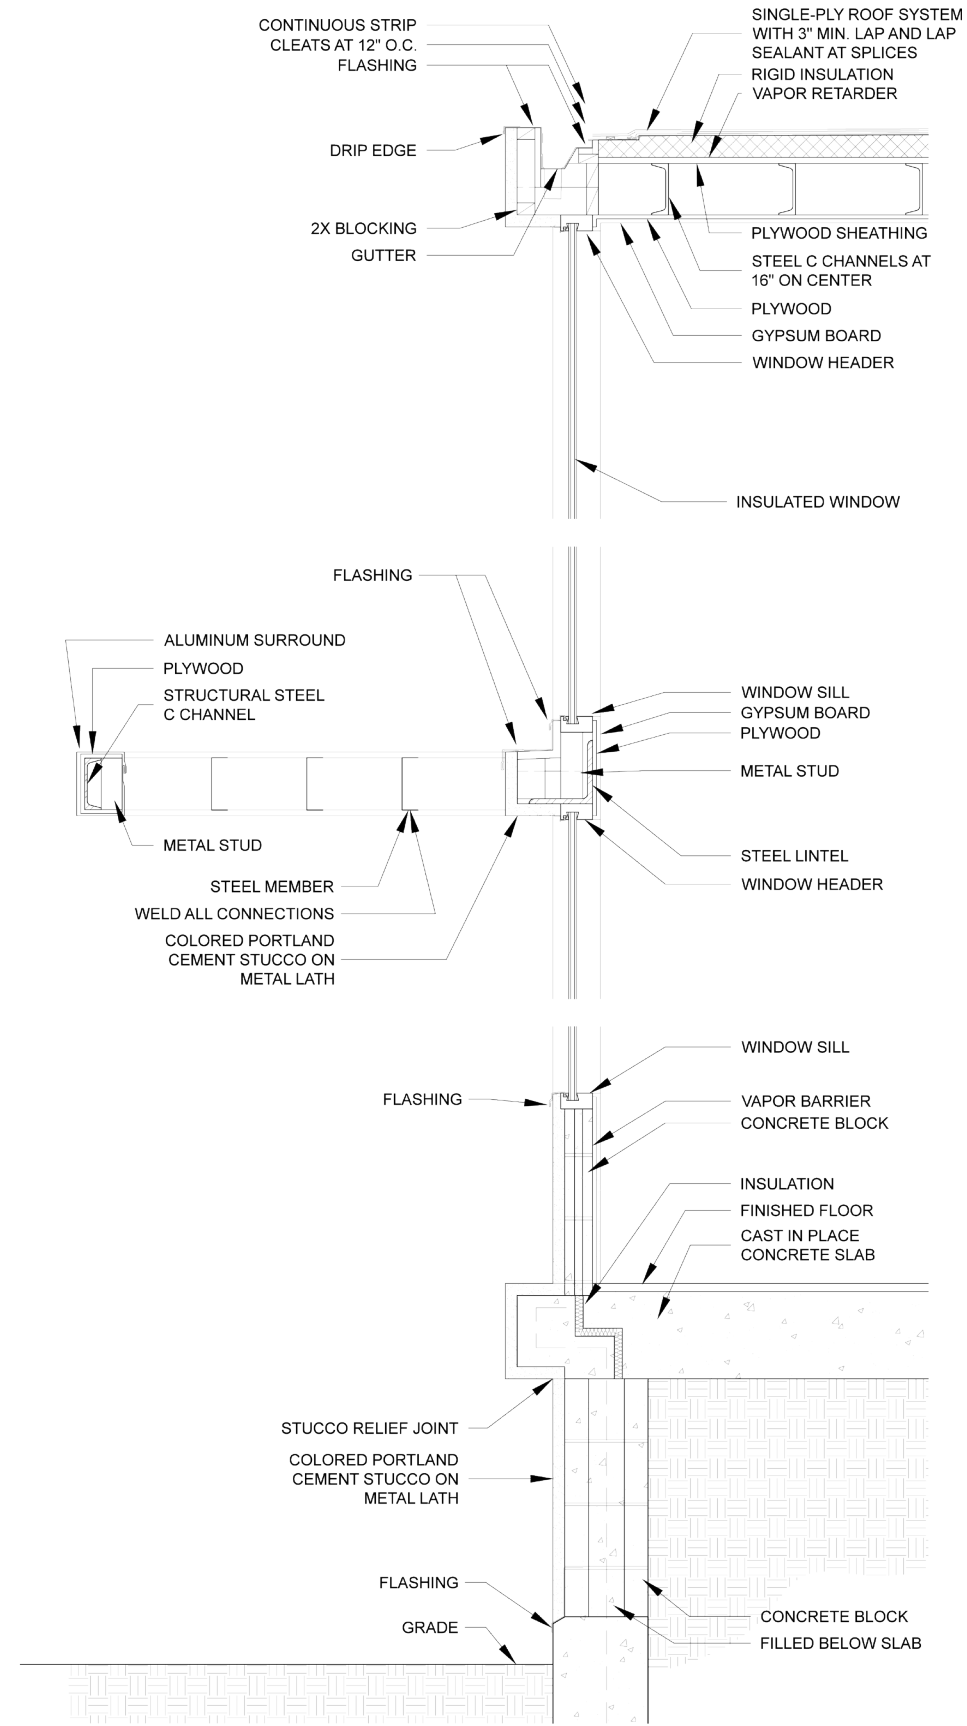 CONTINUOUS STRIP
CLEATS AT 12" O.C.
FLASHING
DRIP EDGE
2X BLOCKING
GUTTER
SINGLE-PLY ROOF SYSTEM
WITH 3" MIN. LAP AND LAP
SEALANT AT SPLICES
RIGID INSULATION
VAPOR RETARDER
PLYWOOD SHEATHING
STEEL C CHANNELS AT
16" ON CENTER
PLYWOOD
GYPSUM BOARD
WINDOW HEADER
INSULATED WINDOW
FLASHING
ALUMINUM SURROUND
PLYWOOD
STRUCTURAL STEEL
C CHANNEL
METAL STUD
STEEL MEMBER
WELD ALL CONNECTIONS
COLORED PORTLAND
CEMENT STUCCO ON
METAL LATH
WINDOW SILL
GYPSUM BOARD
PLYWOOD
METAL STUD
STEEL LINTEL
WINDOW HEADER
WINDOW SILL
FLASHING
VAPOR BARRIER
CONCRETE BLOCK
INSULATION
FINISHED FLOOR
CAST IN PLACE
CONCRETE SLAB
STUCCO RELIEF JOINT
COLORED PORTLAND
CEMENT STUCCO ON
METAL LATH
FLASHING
GRADE
CONCRETE BLOCK
FILLED BELOW SLAB